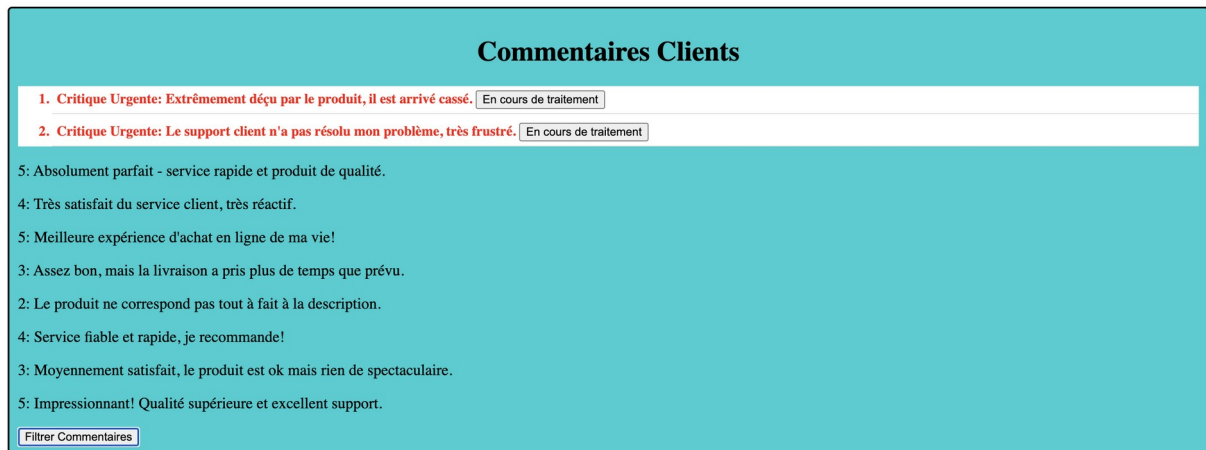 Commentaires Clients
1. Critique Urgente: Extrêmement déçu par le produit, il est arrivé cassé. En cours de traitement
2. Critique Urgente: Le support client n'a pas résolu mon problème, très frustré. En cours de traitement
5: Absolument parfait - service rapide et produit de qualité.
4: Très satisfait du service client, très réactif.
5: Meilleure expérience d'achat en ligne de ma vie!
3: Assez bon, mais la livraison a pris plus de temps que prévu.
2: Le produit ne correspond pas tout à fait à la description.
4: Service fiable et rapide, je recommande!
3: Moyennement satisfait, le produit est ok mais rien de spectaculaire.
5: Impressionnant! Qualité supérieure et excellent support.
Filtrer Commentaires